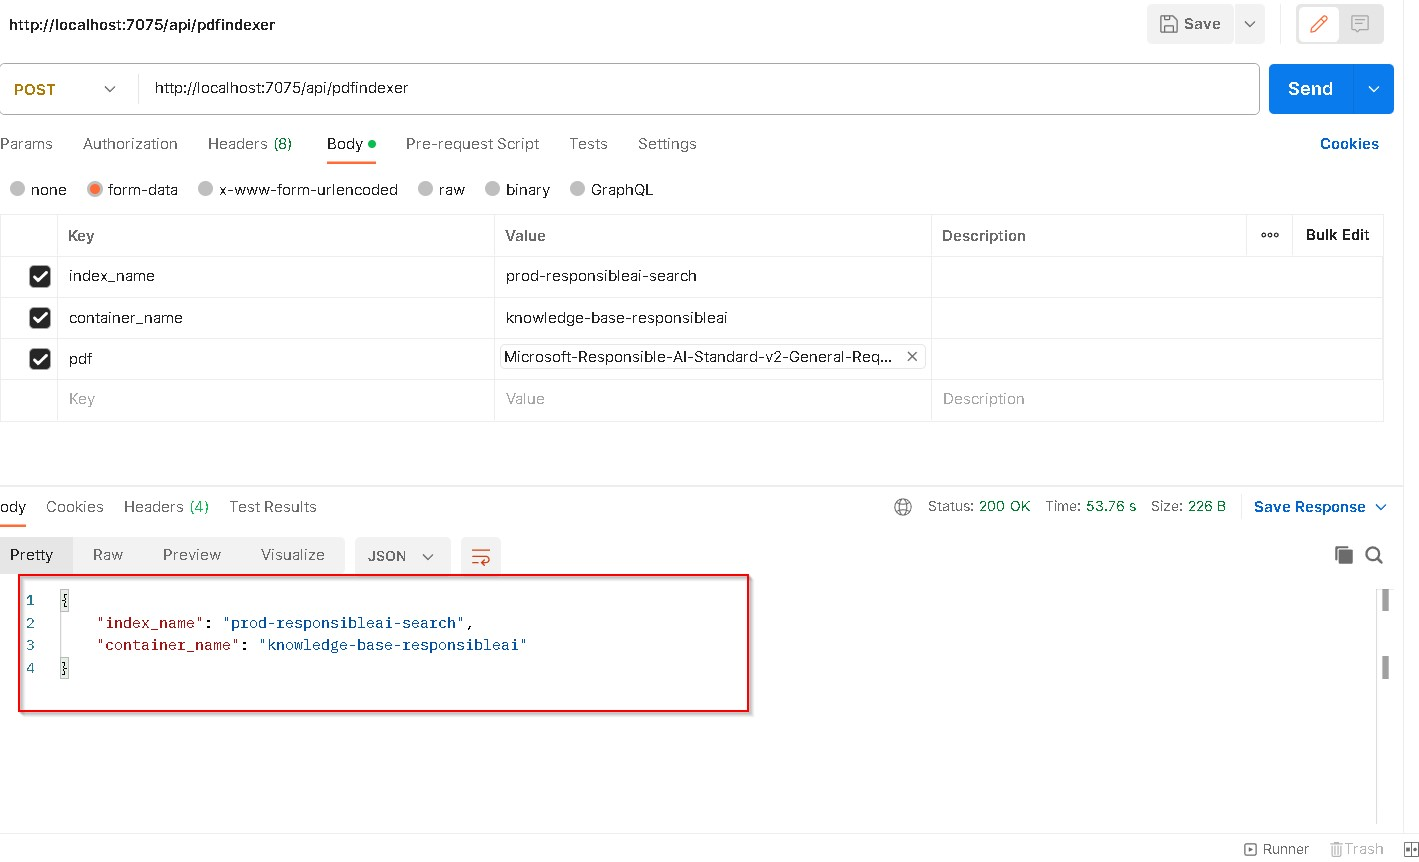 http://localhost:7075/api/pdfindexer
Save
POST
http://localhost:7075/api/pdfindexer
Send
Params Authorization Headers (8) Body Pre-request Script Tests Settings Cookies
none form-data x-www-form-urlencoded raw binary GraphQL
Key Value Description ooo Bulk Edit
index_name prod-responsibleai-search
container_name knowledge-base-responsibleai
pdf Microsoft-Responsible-AI-Standard-v2-General-Req...
Key Value Description
ody Cookies Headers (4) Test Results Status: 200 OK Time: 53.76 s Size: 226 B Save Response
Pretty Raw Preview Visualize JSON
1 {
2 "index_name": "prod-responsibleai-search",
3 "container_name": "knowledge-base-responsibleai"
4 }
Runner Trash